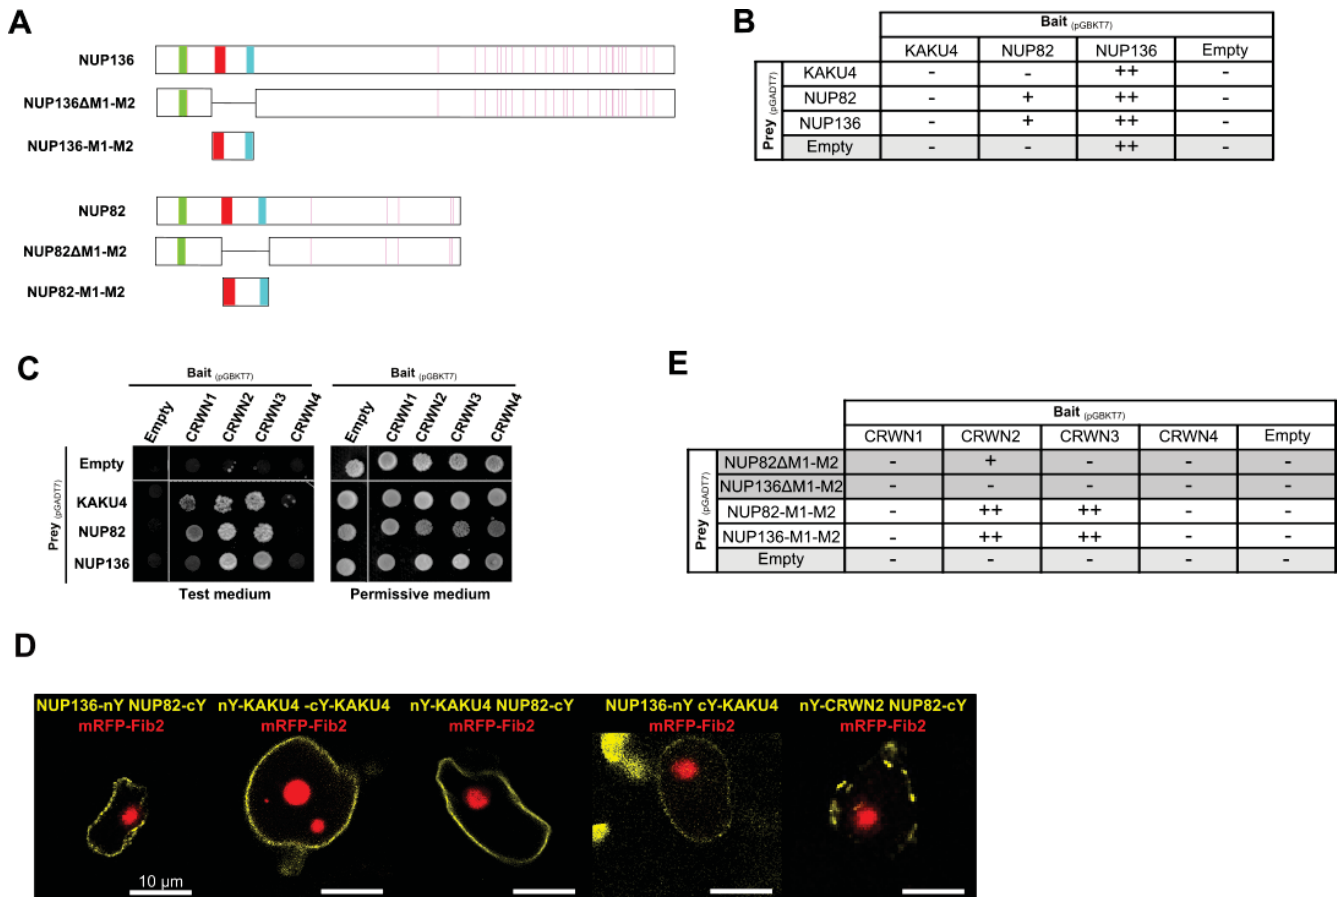 A
NUP136
NUP136ΔM1-M2
NUP136-M1-M2
NUP82
NUP82ΔM1-M2
NUP82-M1-M2
B
Bait (pGBKT7)
KAKU4 NUP82 NUP136 Empty
Prey (pGADT7)
KAKU4 - - ++ -
NUP82 - + ++ -
NUP136 - + ++ -
Empty - - ++ -
C
Bait (pGBKT7) Bait (pGBKT7)
Empty CRWN1 CRWN2 CRWN3 CRWN4 Empty CRWN1 CRWN2 CRWN3 CRWN4
Prey (pGADT7)
Empty
KAKU4
NUP82
NUP136
Test medium Permissive medium
E
Bait (pGBKT7)
CRWN1 CRWN2 CRWN3 CRWN4 Empty
Prey (pGADT7)
NUP82ΔM1-M2 - + - - -
NUP136ΔM1-M2 - - - - -
NUP82-M1-M2 - ++ ++ - -
NUP136-M1-M2 - ++ ++ - -
Empty - - - - -
D
NUP136-nY NUP82-cY nY-KAKU4 -cY-KAKU4 nY-KAKU4 NUP82-cY NUP136-nY cY-KAKU4 nY-CRWN2 NUP82-cY
mRFP-Fib2 mRFP-Fib2 mRFP-Fib2 mRFP-Fib2 mRFP-Fib2
10 µm